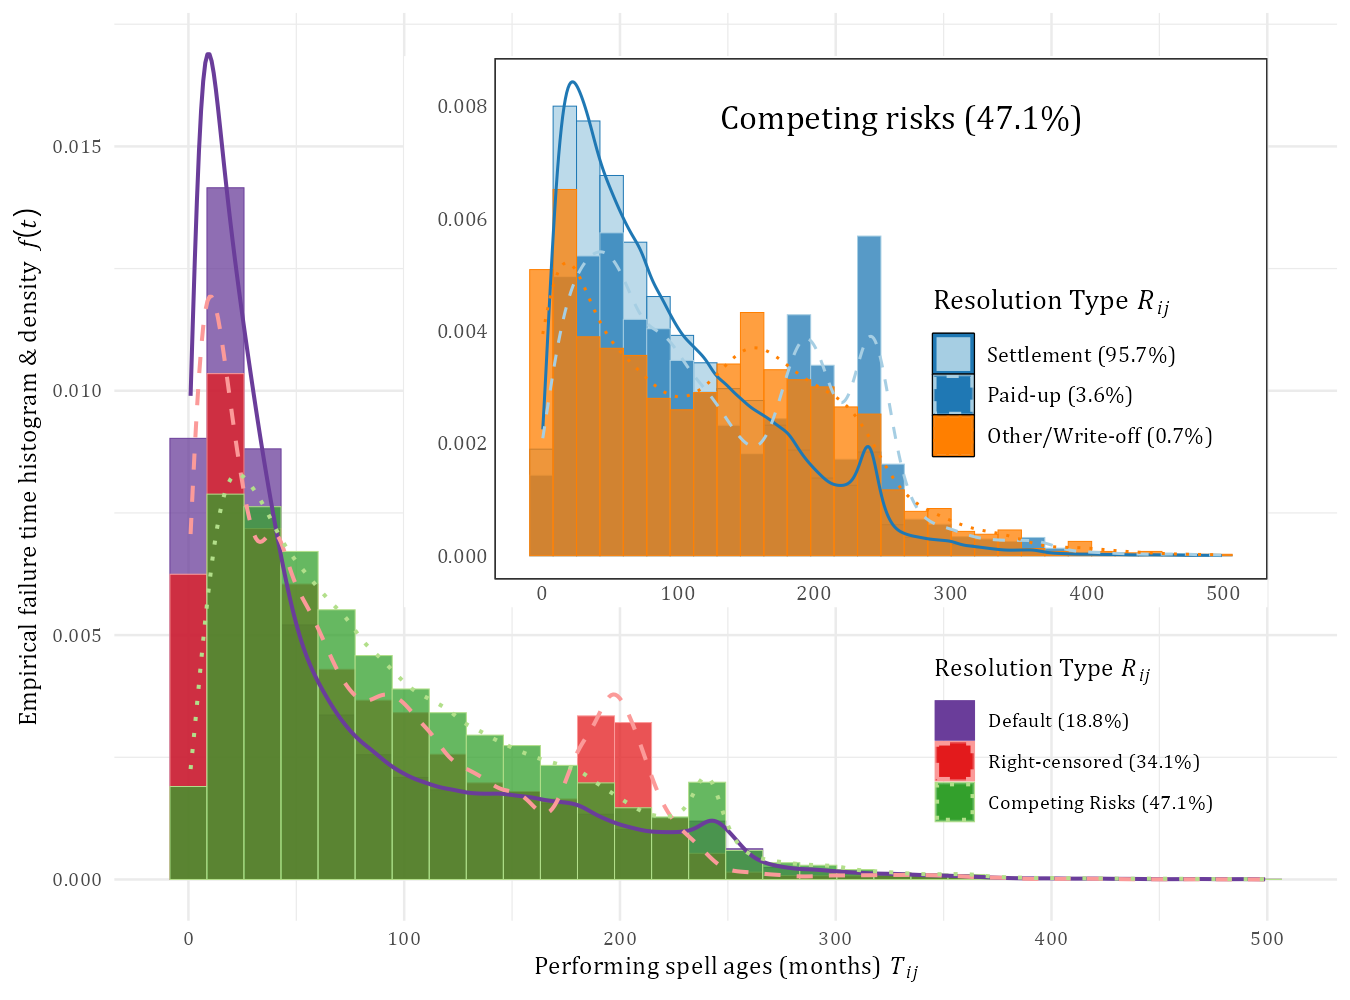 Empirical failure time histogram & density f(t)
0.015
0.010
0.005
0.000
0
100
200
300
400
500
Performing spell ages (months) T_ij
Competing risks (47.1%)
0.008
0.006
0.004
0.002
0.000
0
100
200
300
400
500
Resolution Type R_ij
Settlement (95.7%)
Paid-up (3.6%)
Other/Write-off (0.7%)
Resolution Type R_ij
Default (18.8%)
Right-censored (34.1%)
Competing Risks (47.1%)